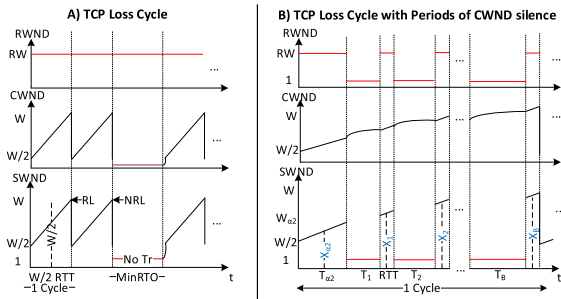 A) TCP Loss Cycle
RWND
RW
...
CWND
W
W/2
...
SWND
W
RL
NRL
W/2
W/2
...
1
No Tr
W/2 RTT
MinRTO
t
1 Cycle
B) TCP Loss Cycle with Periods of CWND silence
RWND
RW
...
...
1
CWND
W
...
...
W/2
SWND
W
Wα2
...
...
W/2
Xα2
X1
X2
XB
1
Tα2
T1
RTT
T2
TB
t
1 Cycle